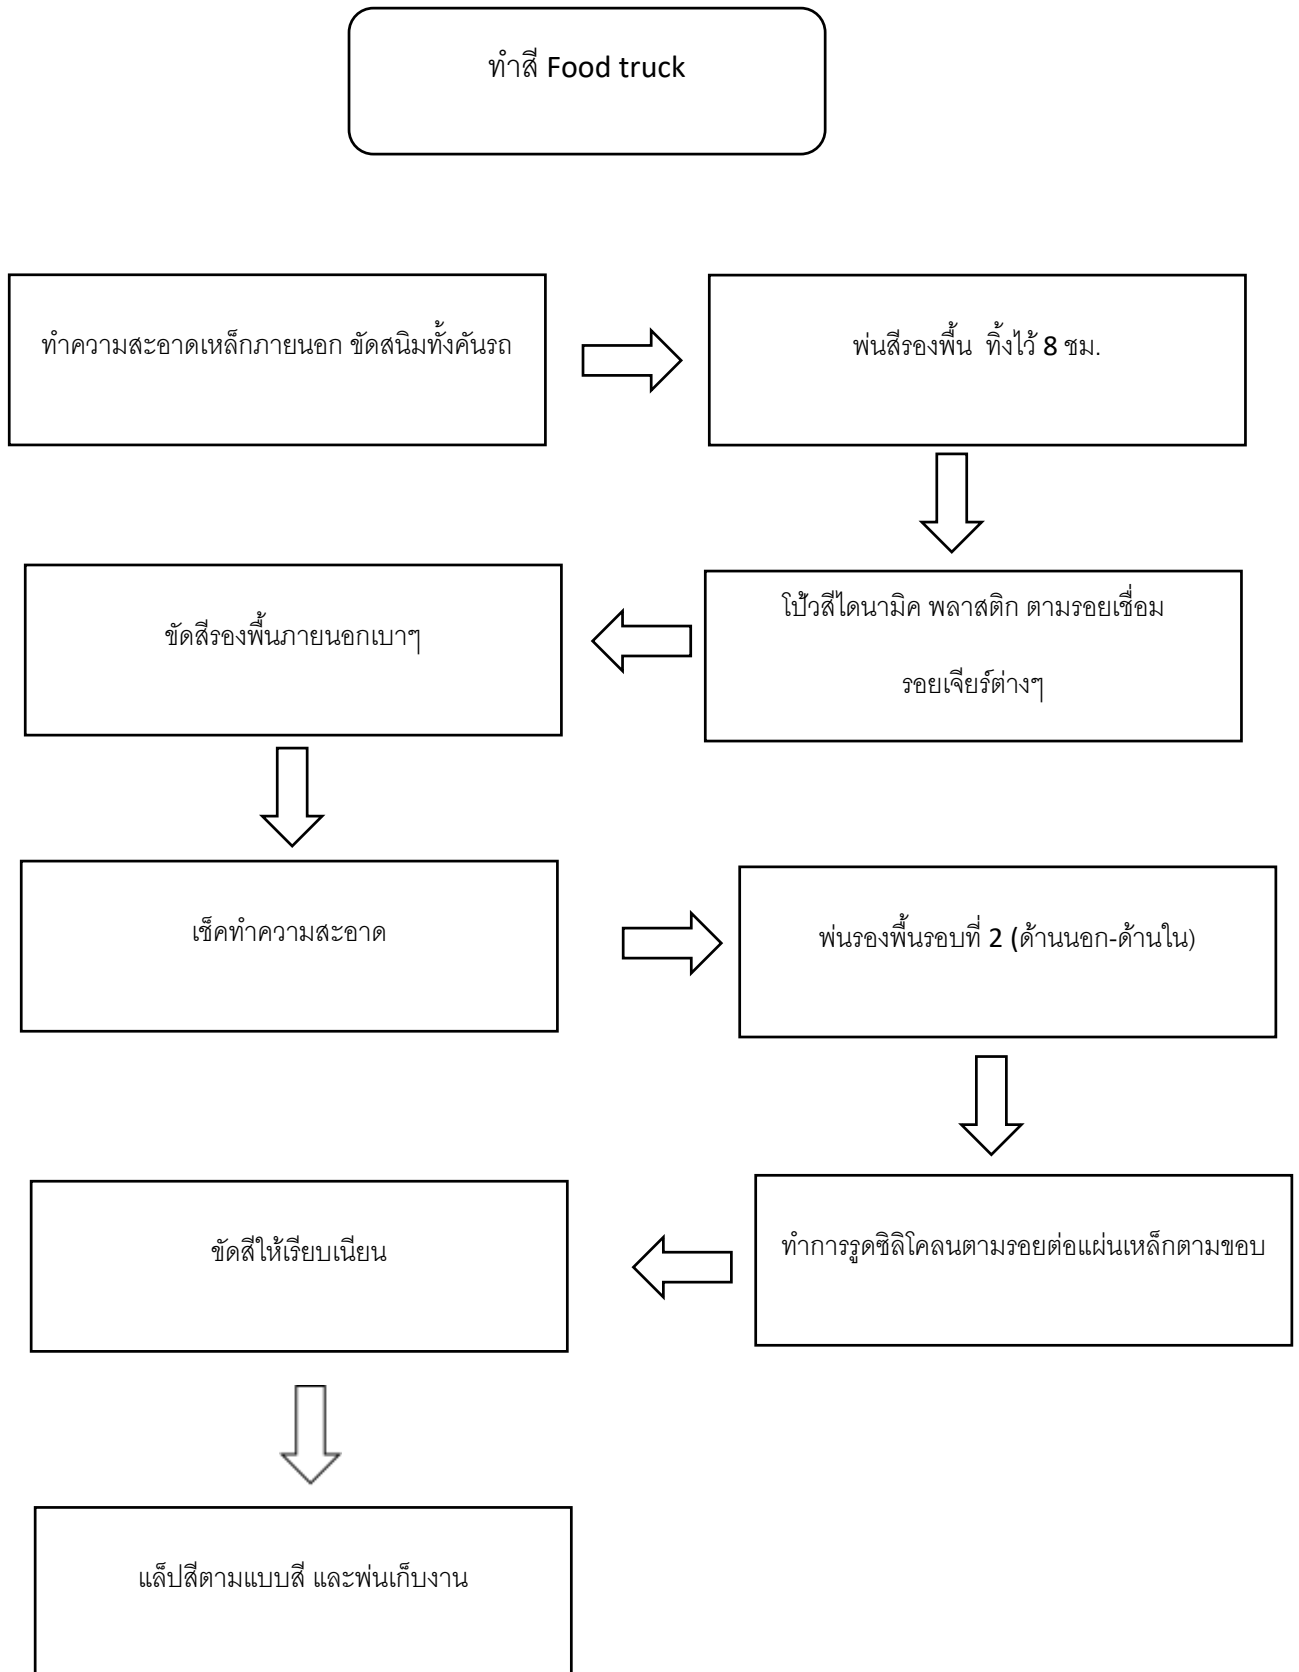 ทำสี Food truck
ทำความสะอาดเหล็กภายนอก ขัดสนิมทั้งคันรถ
พ่นสีรองพื้น ทิ้งไว้ 8 ชม.
โป้วสีไดนามิค พลาสติก ตามรอยเชื่อม
รอยเจียร์ต่างๆ
ขัดสีรองพื้นภายนอกเบาๆ
เช็คทำความสะอาด
พ่นรองพื้นรอบที่ 2 (ด้านนอก-ด้านใน)
ทำการรูดซิลิโคลนตามรอยต่อแผ่นเหล็กตามขอบ
ขัดสีให้เรียบเนียน
แล็ปสีตามแบบสี และพ่นเก็บงาน